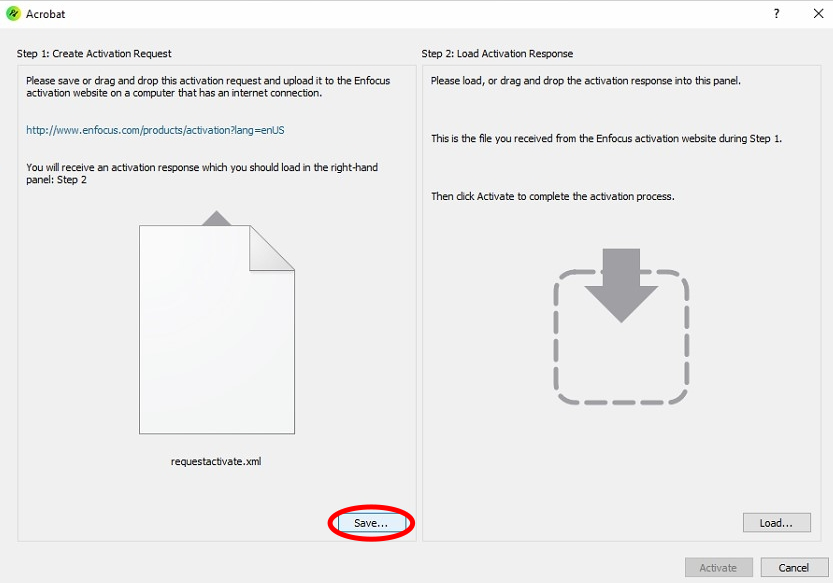 Acrobat
?
Step 1: Create Activation Request
Please save or drag and drop this activation request and upload it to the Enfocus
activation website on a computer that has an internet connection.
http://www.enfocus.com/products/activation?lang=enUS
You will receive an activation response which you should load in the right-hand
panel: Step 2
requestactivate.xml
Save...
Step 2: Load Activation Response
Please load, or drag and drop the activation response into this panel.
This is the file you received from the Enfocus activation website during Step 1.
Then click Activate to complete the activation process.
Load...
Activate
Cancel